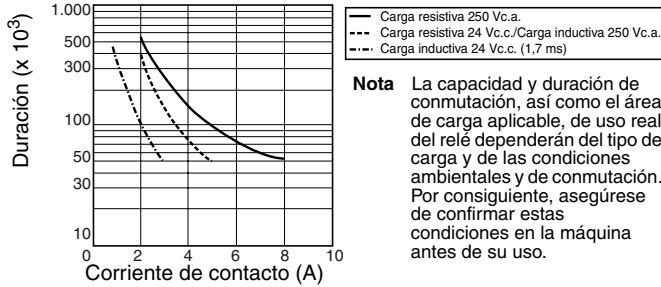 Duración (x 10³)
1.000
500
300
100
50
30
10
0 2 4 6 8 10
Corriente de contacto (A)
Carga resistiva 250 Vc.a.
Carga resistiva 24 Vc.c./Carga inductiva 250 Vc.a.
Carga inductiva 24 Vc.c. (1,7 ms)
Nota La capacidad y duración de
conmutación, así como el área
de carga aplicable, de uso real
del relé dependerán del tipo de
carga y de las condiciones
ambientales y de conmutación.
Por consiguiente, asegúrese
de confirmar estas
condiciones en la máquina
antes de su uso.